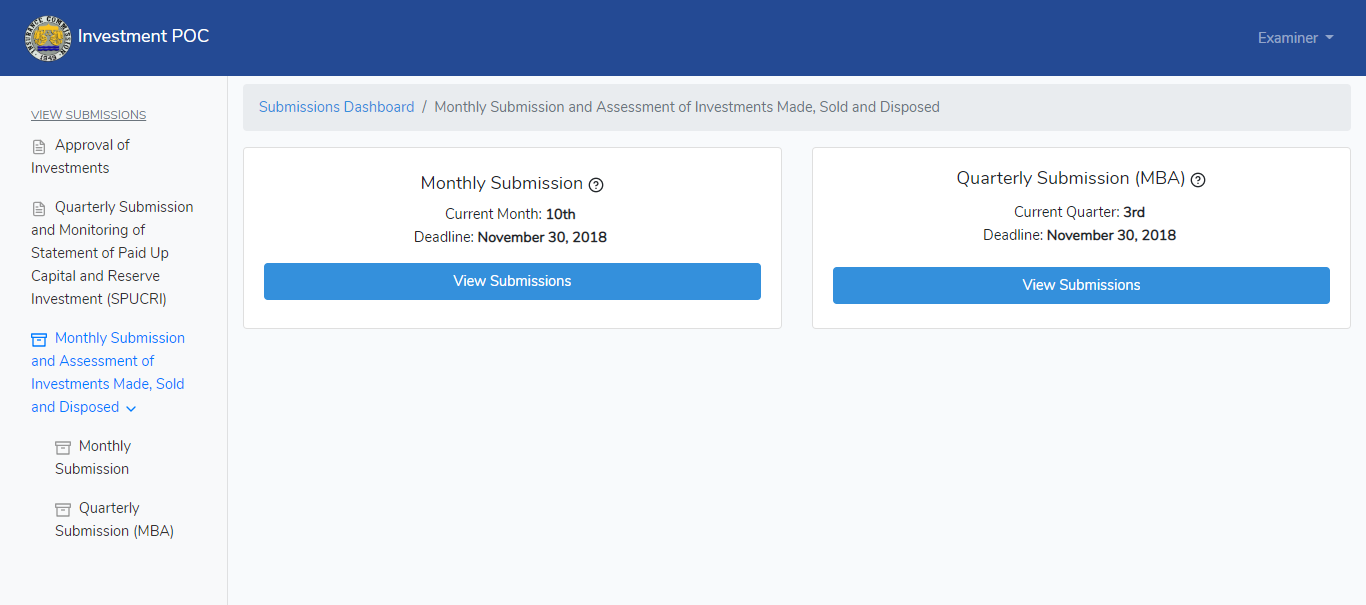 INSURANCE COMMISSION
1949
Investment POC
Examiner
VIEW SUBMISSIONS
Approval of
Investments
Quarterly Submission
and Monitoring of
Statement of Paid Up
Capital and Reserve
Investment (SPUCRI)
Monthly Submission
and Assessment of
Investments Made, Sold
and Disposed
Monthly
Submission
Quarterly
Submission (MBA)
Submissions Dashboard / Monthly Submission and Assessment of Investments Made, Sold and Disposed
Monthly Submission
Current Month: 10th
Deadline: November 30, 2018
View Submissions
Quarterly Submission (MBA)
Current Quarter: 3rd
Deadline: November 30, 2018
View Submissions